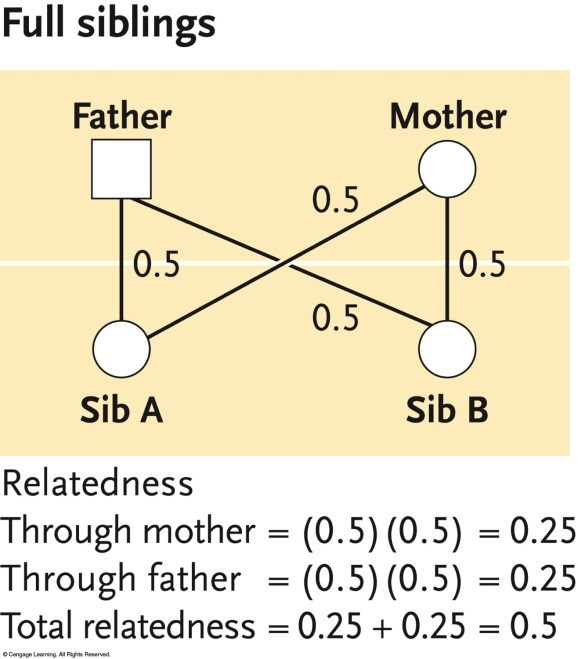 Full siblings
Father Mother
0.5
0.5 0.5
0.5
Sib A Sib B
Relatedness
Through mother = (0.5) (0.5) = 0.25
Through father = (0.5) (0.5) = 0.25
Total relatedness = 0.25 + 0.25 = 0.5
© Cengage Learning. All Rights Reserved.